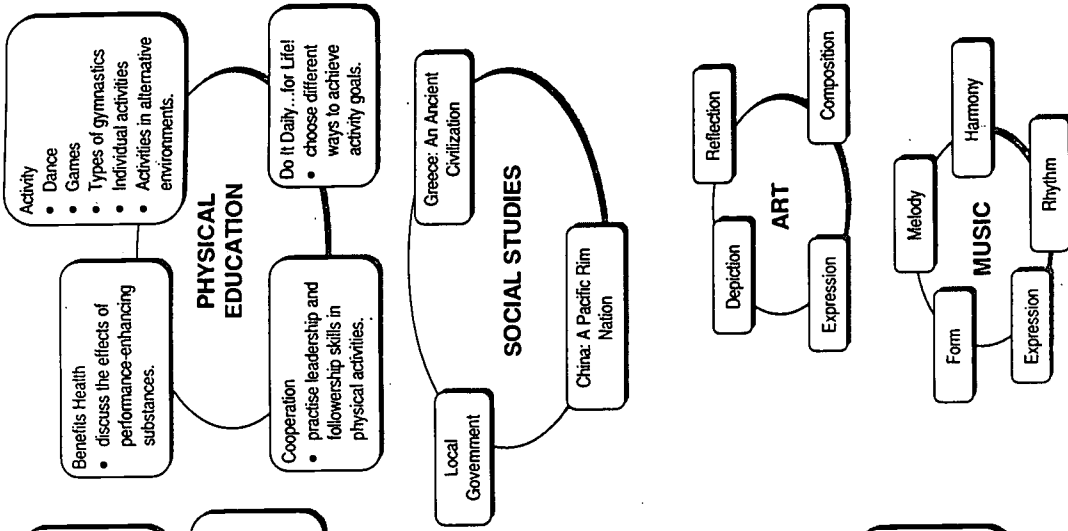 Benefits Health
• discuss the effects of
performance-enhancing
substances.
Activity
• Dance
• Games
• Types of gymnastics
• Individual activities
• Activities in alternative
environments.
PHYSICAL
EDUCATION
Cooperation
• practise leadership and
followership skills in
physical activities.
Do It Daily...for Life!
• choose different
ways to achieve
activity goals.
Local
Government
Greece: An Ancient
Civilization
SOCIAL STUDIES
China: A Pacific Rim
Nation
Depiction
Reflection
ART
Expression
Composition
Form
Melody
Harmony
MUSIC
Expression
Rhythm